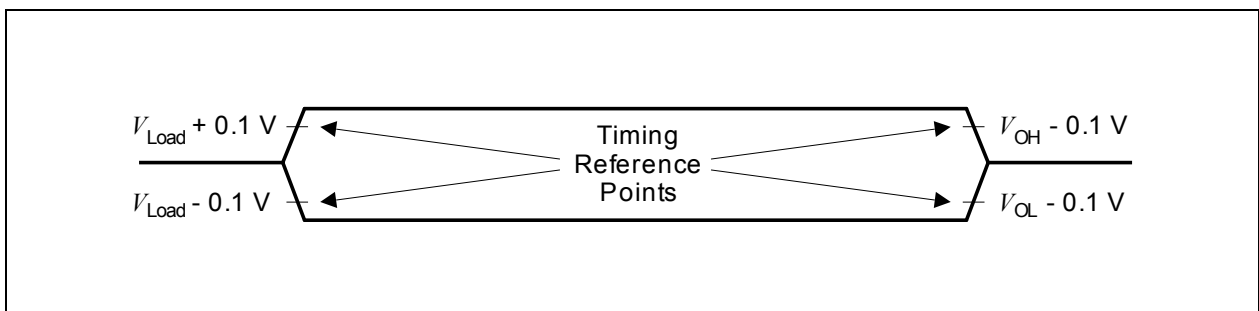 V_Load + 0.1 V
V_Load - 0.1 V
Timing
Reference
Points
V_OH - 0.1 V
V_OL - 0.1 V